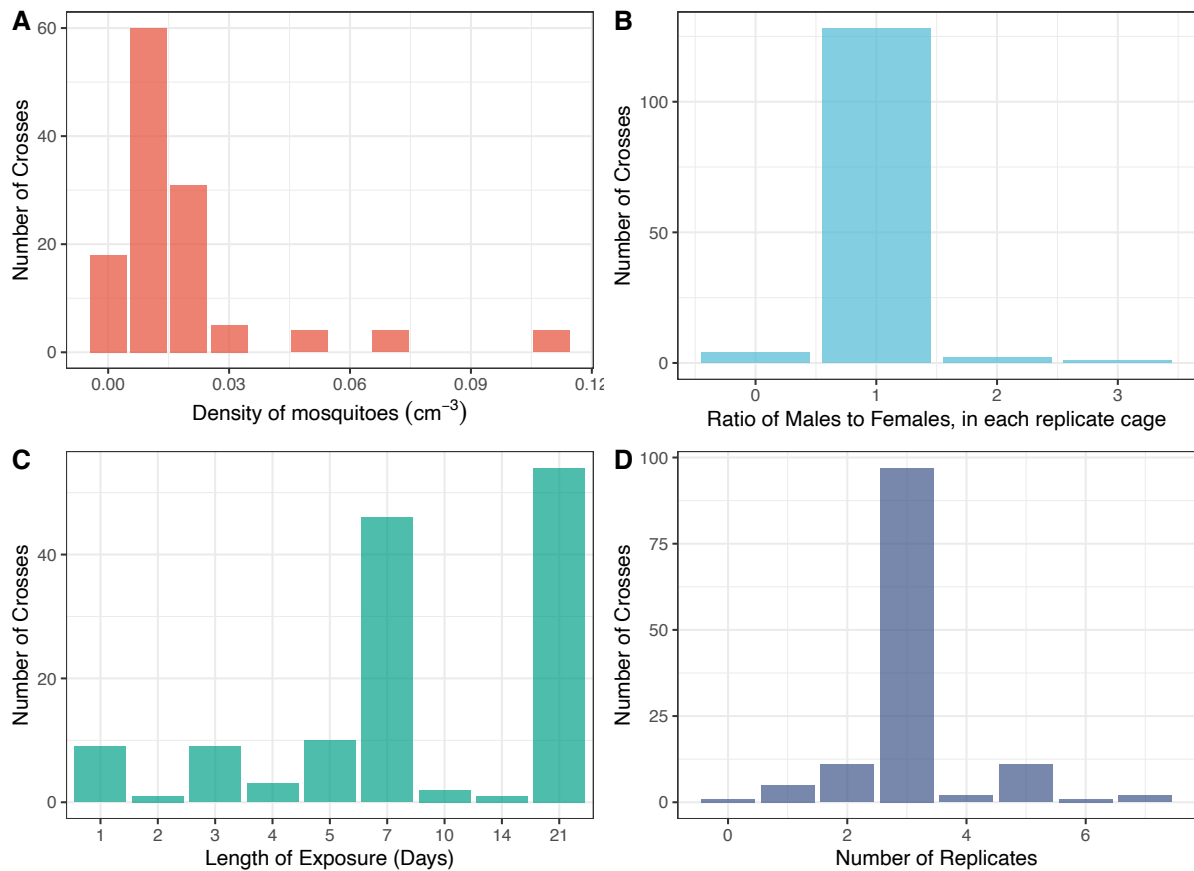 A
Number of Crosses
60
40
20
0
0.00 0.03 0.06 0.09 0.12
Density of mosquitoes (cm⁻³)
B
Number of Crosses
100
50
0
0 1 2 3
Ratio of Males to Females, in each replicate cage
C
Number of Crosses
40
20
0
1 2 3 4 5 7 10 14 21
Length of Exposure (Days)
D
Number of Crosses
100
75
50
25
0
0 2 4 6
Number of Replicates